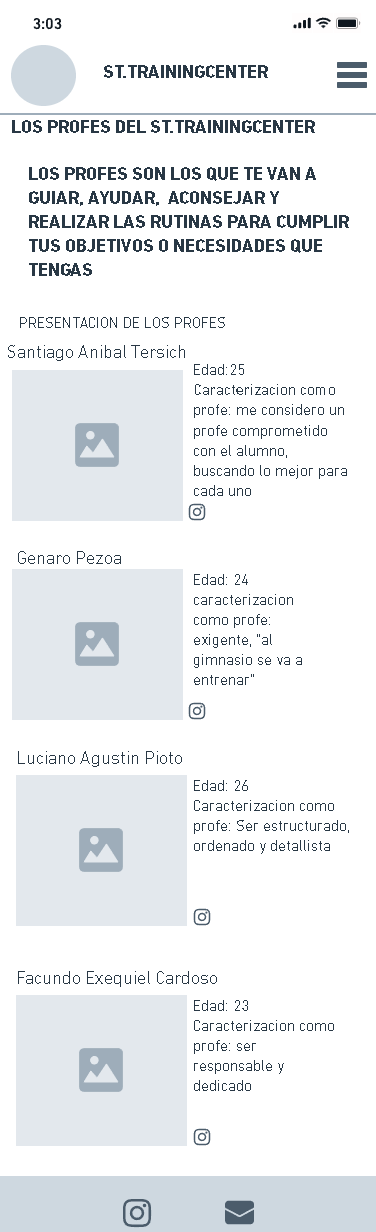 3:03
ST.TRAININGCENTER
LOS PROFES DEL ST.TRAININGCENTER
LOS PROFES SON LOS QUE TE VAN A
GUIAR, AYUDAR,  ACONSEJAR Y
REALIZAR LAS RUTINAS PARA CUMPLIR
TUS OBJETIVOS O NECESIDADES QUE
TENGAS
PRESENTACION DE LOS PROFES
Santiago Anibal Tersich
Edad:25
Caracterizacion como
profe: me considero un
profe comprometido
con el alumno,
buscando lo mejor para
cada uno
Genaro Pezoa
Edad: 24
caracterizacion
como profe:
exigente, "al
gimnasio se va a
entrenar"
Luciano Agustin Pioto
Edad: 26
Caracterizacion como
profe: Ser estructurado,
ordenado y detallista
Facundo Exequiel Cardoso
Edad: 23
Caracterizacion como
profe: ser
responsable y
dedicado